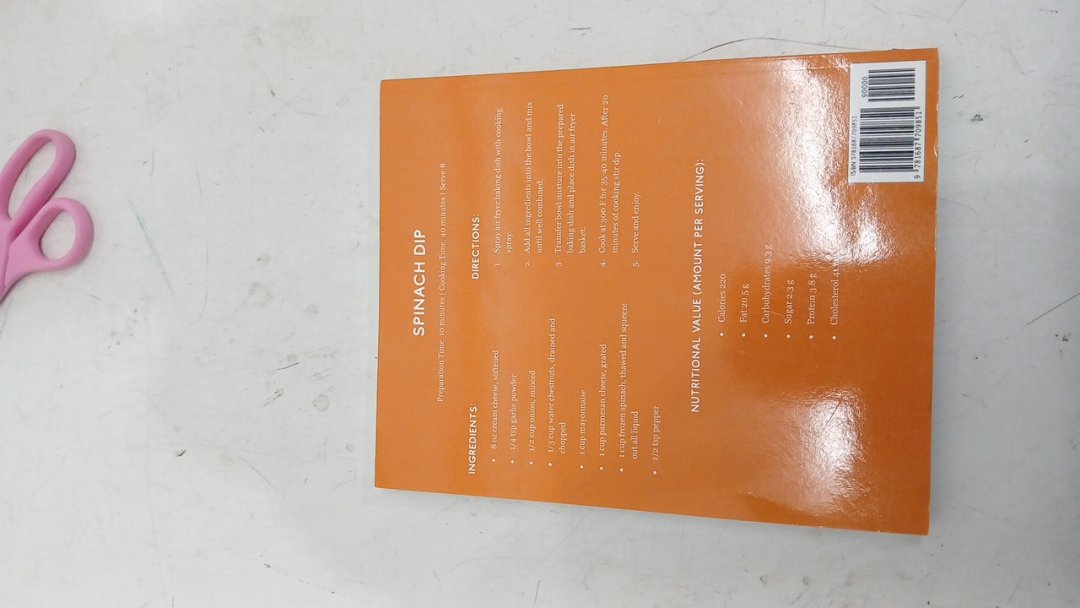 SPINACH DIP
Preparation Time: 10 minutes | Cooking Time: 40 minutes | Serve: 8
INGREDIENTS:
• 8 oz cream cheese, softened
• 1/4 tsp garlic powder
• 1/2 cup onion, minced
• 1/3 cup water chestnuts, drained and
chopped
• 1 cup mayonnaise
• 1 cup parmesan cheese, grated
• 1 cup frozen spinach, thawed and squeeze
out all liquid
• 1/2 tsp pepper
DIRECTIONS:
1. Spray air fryer baking dish with cooking
spray.
2. Add all ingredients into the bowl and mix
until well combined.
3. Transfer bowl mixture into the prepared
baking dish and place dish in air fryer
basket.
4. Cook at 300 F for 35-40 minutes. After 20
minutes of cooking stir dip.
5. Serve and enjoy.
NUTRITIONAL VALUE (AMOUNT PER SERVING):
• Calories 220
• Fat 20.5 g
• Carbohydrates 9.3 g
• Sugar 2.3 g
• Protein 3.8 g
• Cholesterol 41
ISBN 9781687709851
90000
9 781687 709851